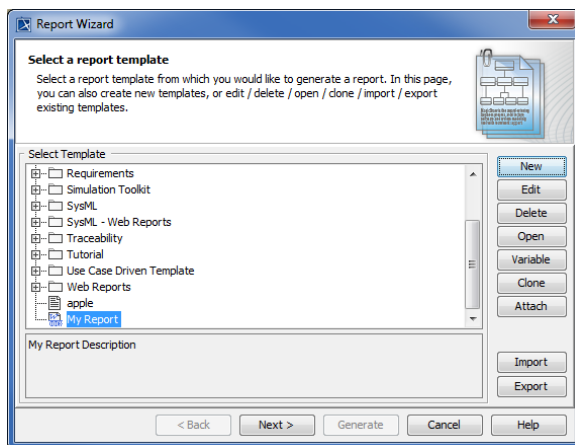 Report Wizard
Select a report template
Select a report template from which you would like to generate a report. In this page,
you can also create new templates, or edit / delete / open / clone / import / export
existing templates.
Select Template
Requirements
Simulation Toolkit
SysML
SysML - Web Reports
Traceability
Tutorial
Use Case Driven Template
Web Reports
apple
My Report
New
Edit
Delete
Open
Variable
Clone
Attach
My Report Description
Import
Export
< Back
Next >
Generate
Cancel
Help